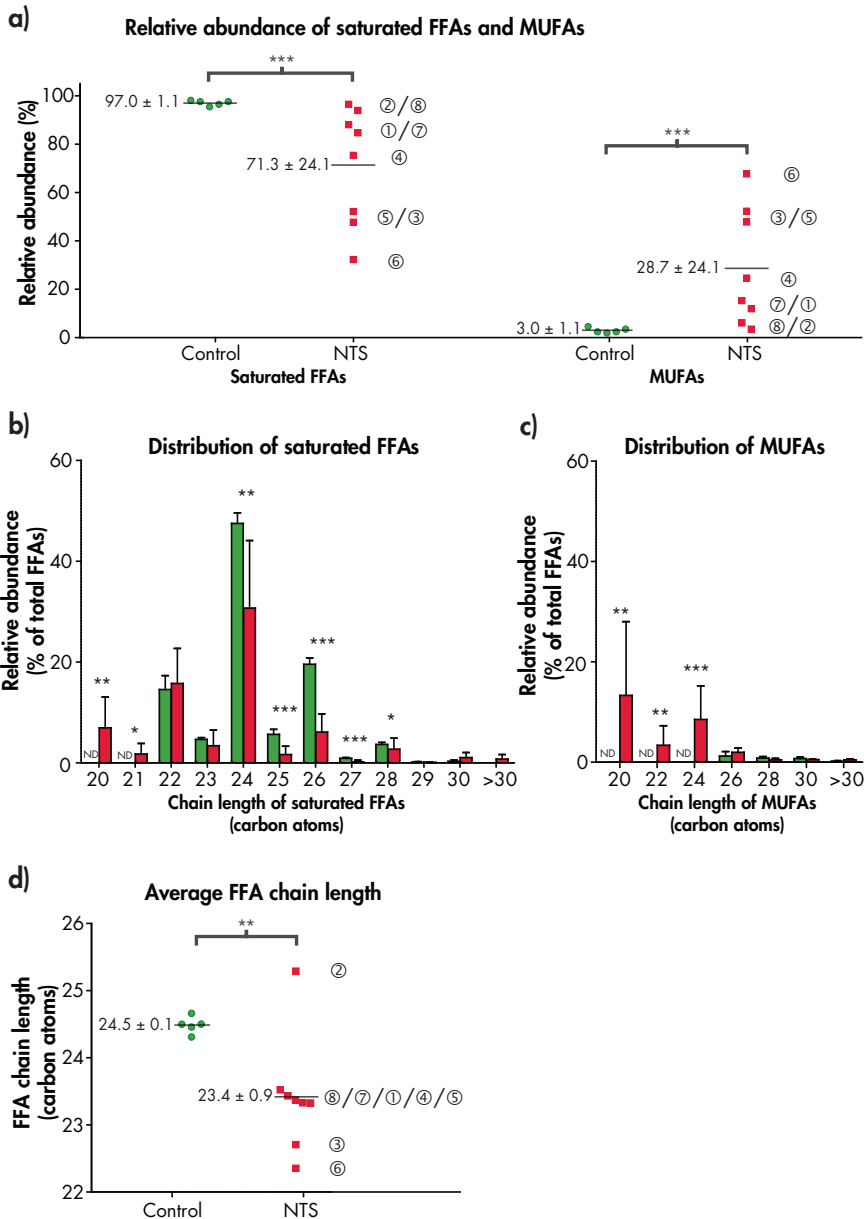 a)
Relative abundance of saturated FFAs and MUFAs
Relative abundance (%)
100
80
60
40
20
0
***
***
97.0 ± 1.1
71.3 ± 24.1
②/⑧
①/⑦
④
⑤/③
⑥
3.0 ± 1.1
28.7 ± 24.1
⑥
③/⑤
④
⑦/①
⑧/②
Control NTS Control NTS
Saturated FFAs MUFAs
b)
Distribution of saturated FFAs
Relative abundance
(% of total FFAs)
60
40
20
0
** * ** *** *** *** *
ND ND
20 21 22 23 24 25 26 27 28 29 30 >30
Chain length of saturated FFAs
(carbon atoms)
c)
Distribution of MUFAs
Relative abundance
(% of total FFAs)
60
40
20
0
** ** ***
ND ND ND
20 22 24 26 28 30 >30
Chain length of MUFAs
(carbon atoms)
d)
Average FFA chain length
FFA chain length
(carbon atoms)
26
25
24
23
22
**
24.5 ± 0.1
23.4 ± 0.9
②
⑧/⑦/①/④/⑤
③
⑥
Control NTS